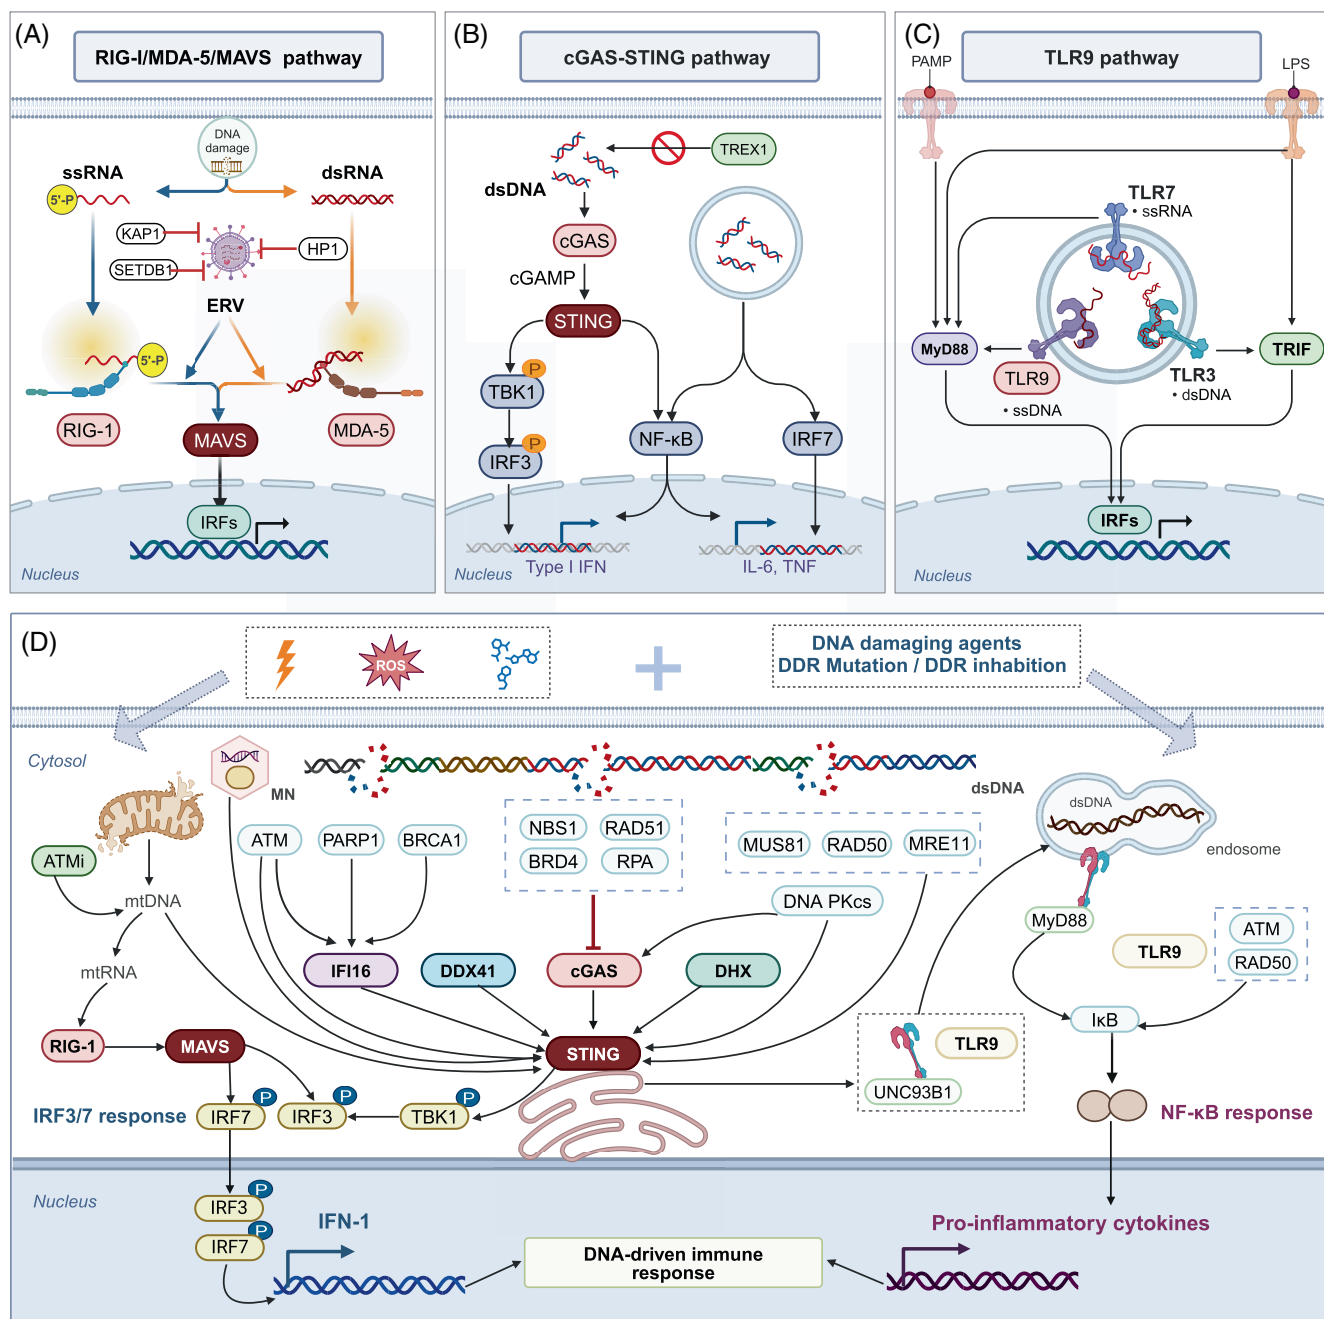 (A)
RIG-I/MDA-5/MAVS pathway
DNA
damage
ssRNA
dsRNA
5'-P
KAP1
HP1
SETDB1
ERV
5'-P
RIG-1
MDA-5
MAVS
IRFs
Nucleus
(B)
cGAS-STING pathway
TREX1
dsDNA
cGAS
cGAMP
STING
P
TBK1
P
IRF3
NF-κB
IRF7
Type I IFN
IL-6, TNF
Nucleus
(C)
TLR9 pathway
PAMP
LPS
TLR7
• ssRNA
MyD88
TRIF
TLR9
• ssDNA
TLR3
• dsDNA
IRFs
Nucleus
(D)
ROS
DNA damaging agents
DDR Mutation / DDR inhabition
Cytosol
MN
dsDNA
dsDNA
endosome
ATM
PARP1
BRCA1
NBS1
RAD51
BRD4
RPA
MUS81
RAD50
MRE11
ATMi
mtDNA
DNA PKcs
MyD88
TLR9
ATM
RAD50
mtRNA
IFI16
DDX41
cGAS
DHX
IκB
RIG-1
MAVS
STING
TLR9
UNC93B1
IRF3/7 response
P
IRF7
P
IRF3
P
TBK1
NF-κB response
Nucleus
P
IRF3
P
IRF7
IFN-1
Pro-inflammatory cytokines
DNA-driven immune
response